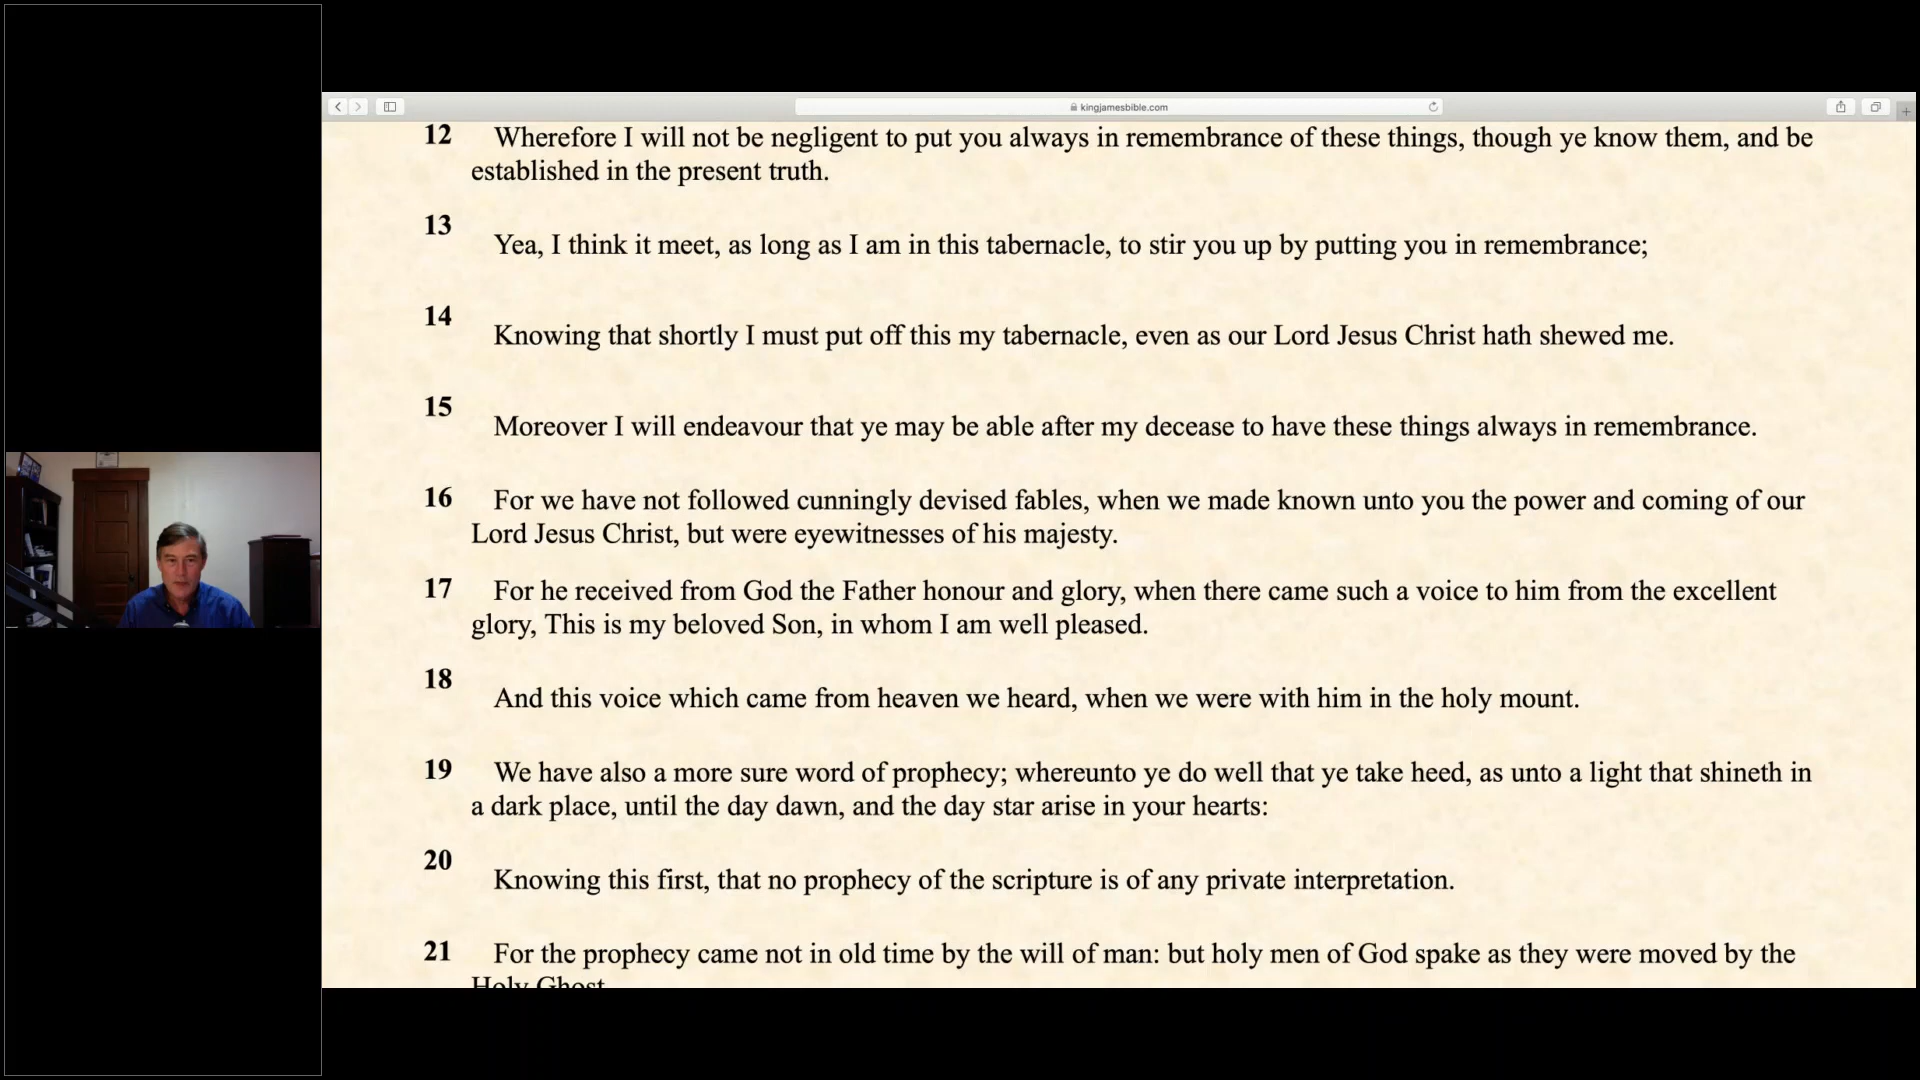 kingjamesbible.com
12 Wherefore I will not be negligent to put you always in remembrance of these things, though ye know them, and be
established in the present truth.
13 Yea, I think it meet, as long as I am in this tabernacle, to stir you up by putting you in remembrance;
14 Knowing that shortly I must put off this my tabernacle, even as our Lord Jesus Christ hath shewed me.
15 Moreover I will endeavour that ye may be able after my decease to have these things always in remembrance.
16 For we have not followed cunningly devised fables, when we made known unto you the power and coming of our
Lord Jesus Christ, but were eyewitnesses of his majesty.
17 For he received from God the Father honour and glory, when there came such a voice to him from the excellent
glory, This is my beloved Son, in whom I am well pleased.
18 And this voice which came from heaven we heard, when we were with him in the holy mount.
19 We have also a more sure word of prophecy; whereunto ye do well that ye take heed, as unto a light that shineth in
a dark place, until the day dawn, and the day star arise in your hearts:
20 Knowing this first, that no prophecy of the scripture is of any private interpretation.
21 For the prophecy came not in old time by the will of man: but holy men of God spake as they were moved by the
Holy Ghost